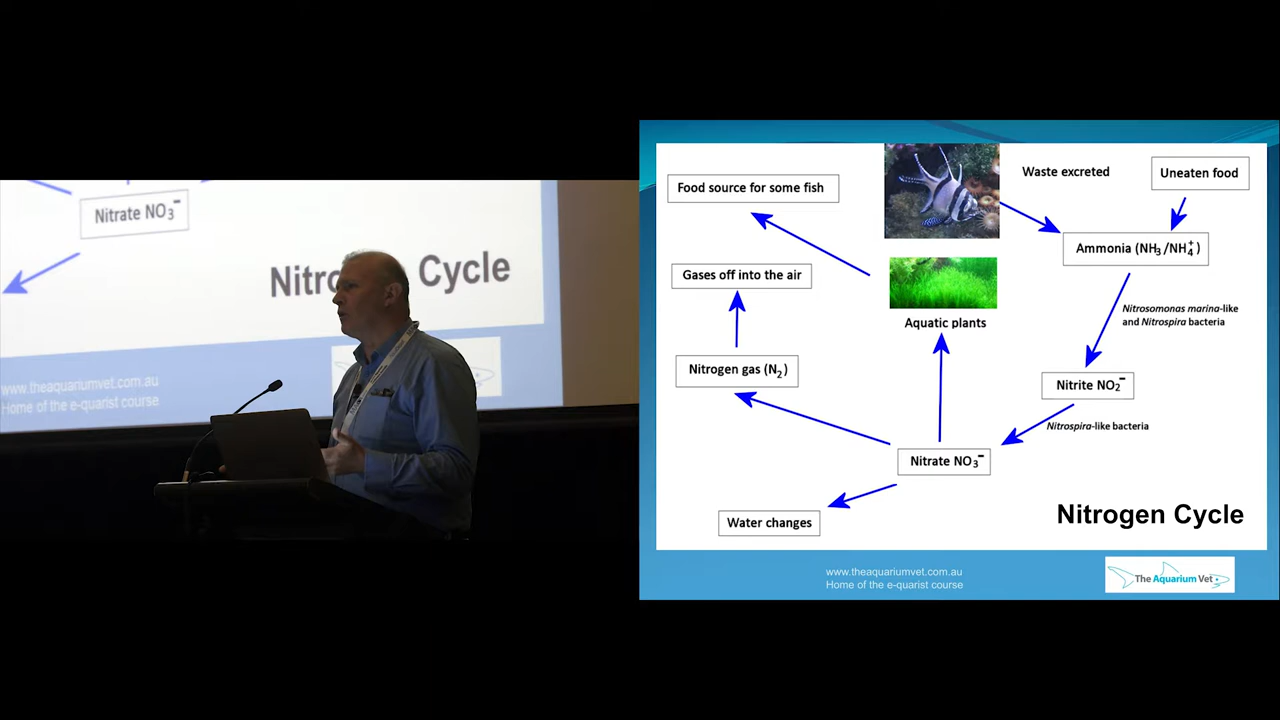 Nitrate NO3−
Nitro Cycle
www.theaquariumvet.com.au
Home of the e-quarist course
Food source for some fish
Waste excreted
Uneaten food
Ammonia (NH3/NH4+)
Gases off into the air
Aquatic plants
Nitrosomonas marina-like
and Nitrospira bacteria
Nitrogen gas (N2)
Nitrite NO2−
Nitrospira-like bacteria
Nitrate NO3−
Water changes
Nitrogen Cycle
www.theaquariumvet.com.au
Home of the e-quarist course
The Aquarium Vet